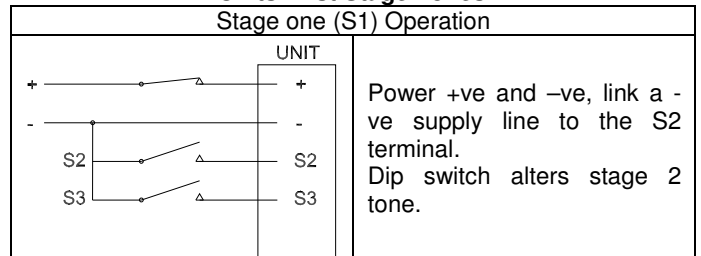 Stage one (S1) Operation
UNIT
+ +
- -
S2 S2
S3 S3
Power +ve and –ve, link a -
ve supply line to the S2
terminal.
Dip switch alters stage 2
tone.